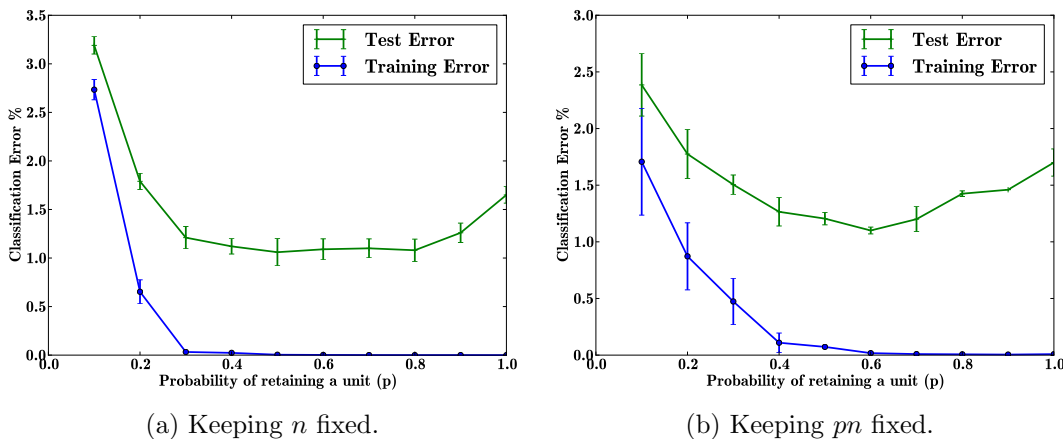 3.5
3.0
2.5
2.0
1.5
1.0
0.5
0.0
Classification Error %
Test Error
Training Error
0.0 0.2 0.4 0.6 0.8 1.0
Probability of retaining a unit (p)
(a) Keeping n fixed.
3.0
2.5
2.0
1.5
1.0
0.5
0.0
Classification Error %
Test Error
Training Error
0.0 0.2 0.4 0.6 0.8 1.0
Probability of retaining a unit (p)
(b) Keeping pn fixed.